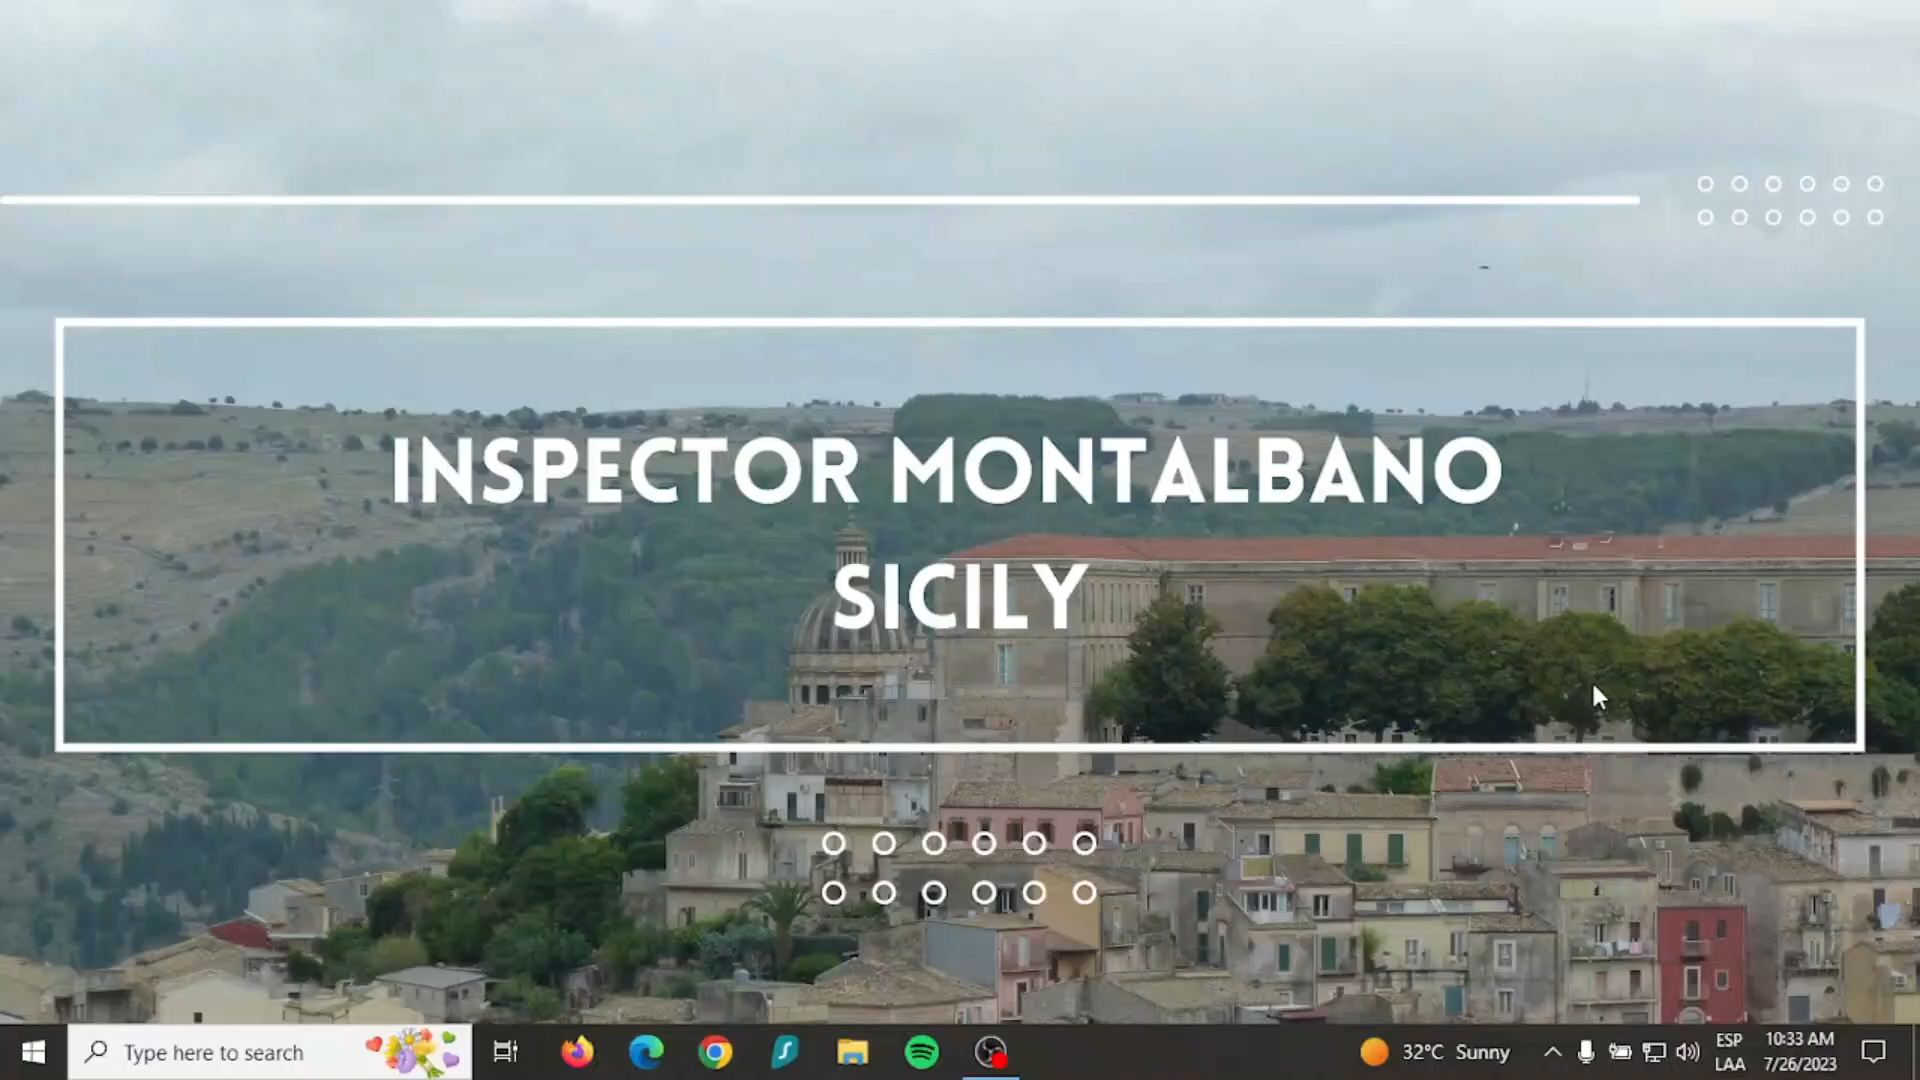 INSPECTOR MONTALBANO
SICILY
Type here to search
32°C Sunny
ESP
LAA
10:33 AM
7/26/2023